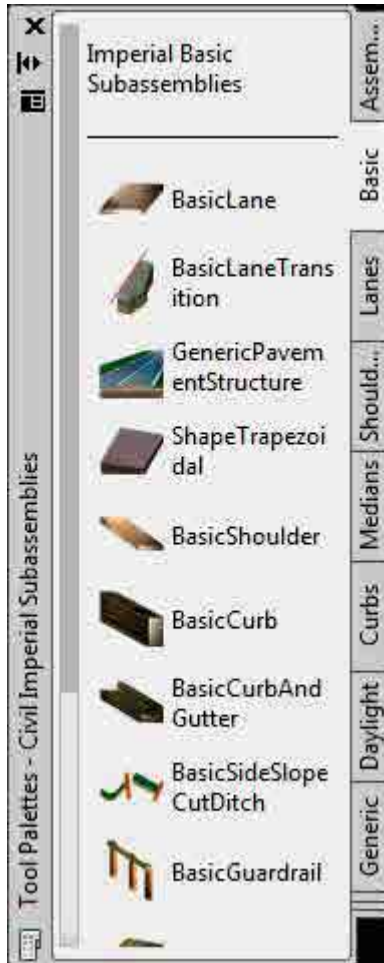 Imperial Basic
Subassemblies
BasicLane
BasicLaneTrans
ition
GenericPavem
entStructure
ShapeTrapezoi
dal
BasicShoulder
BasicCurb
BasicCurbAnd
Gutter
BasicSideSlope
CutDitch
BasicGuardrail
Assem...
Basic
Lanes
Should...
Medians
Curbs
Daylight
Generic
Tool Palettes - Civil Imperial Subassemblies